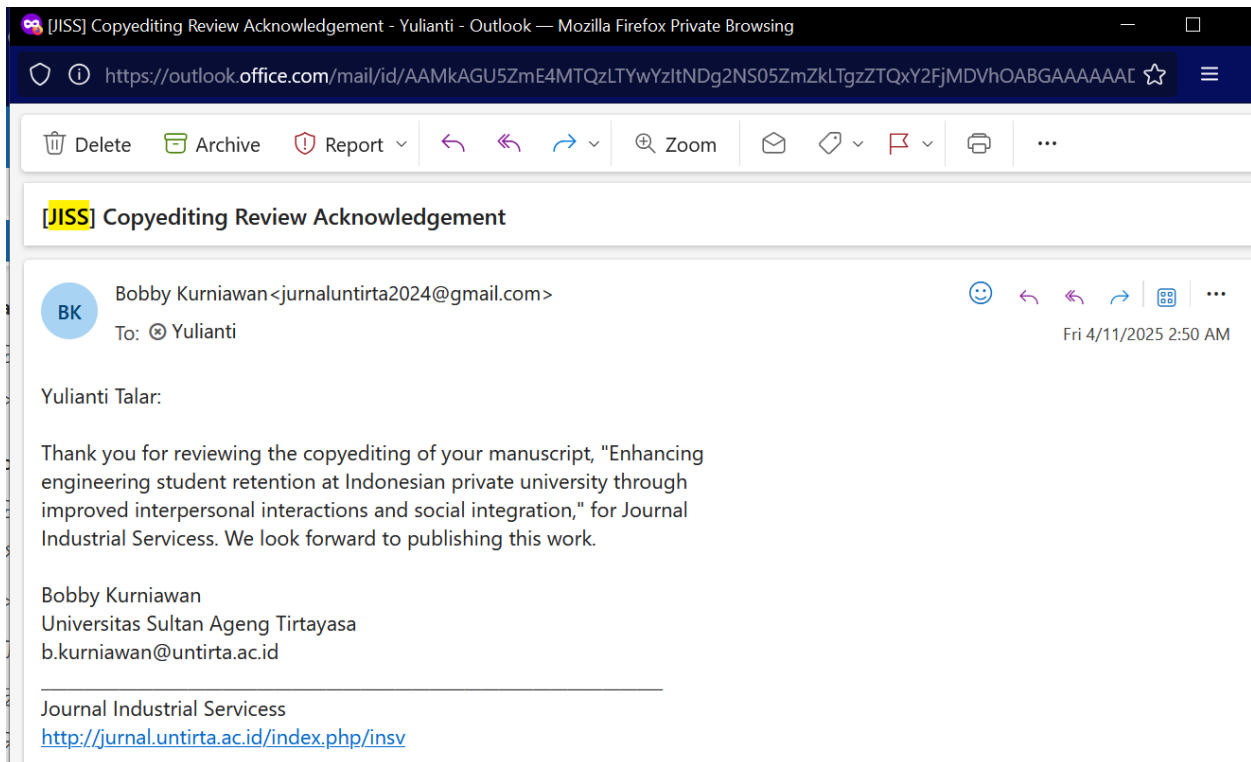 [JISS] Copyediting Review Acknowledgement - Yulianti - Outlook — Mozilla Firefox Private Browsing
https://outlook.office.com/mail/id/AAMkAGU5ZmE4MTQzLTYwYzItNDg2NS05ZmZkLTgzZTQxY2FjMDVhOABGAAAAAAD
Delete Archive Report Zoom
[JISS] Copyediting Review Acknowledgement
Bobby Kurniawan<jurnaluntirta2024@gmail.com>
BK
To: Yulianti
Fri 4/11/2025 2:50 AM
Yulianti Talar:
Thank you for reviewing the copyediting of your manuscript, "Enhancing
engineering student retention at Indonesian private university through
improved interpersonal interactions and social integration," for Journal
Industrial Servicess. We look forward to publishing this work.
Bobby Kurniawan
Universitas Sultan Ageng Tirtayasa
b.kurniawan@untirta.ac.id
Journal Industrial Servicess
http://jurnal.untirta.ac.id/index.php/insv